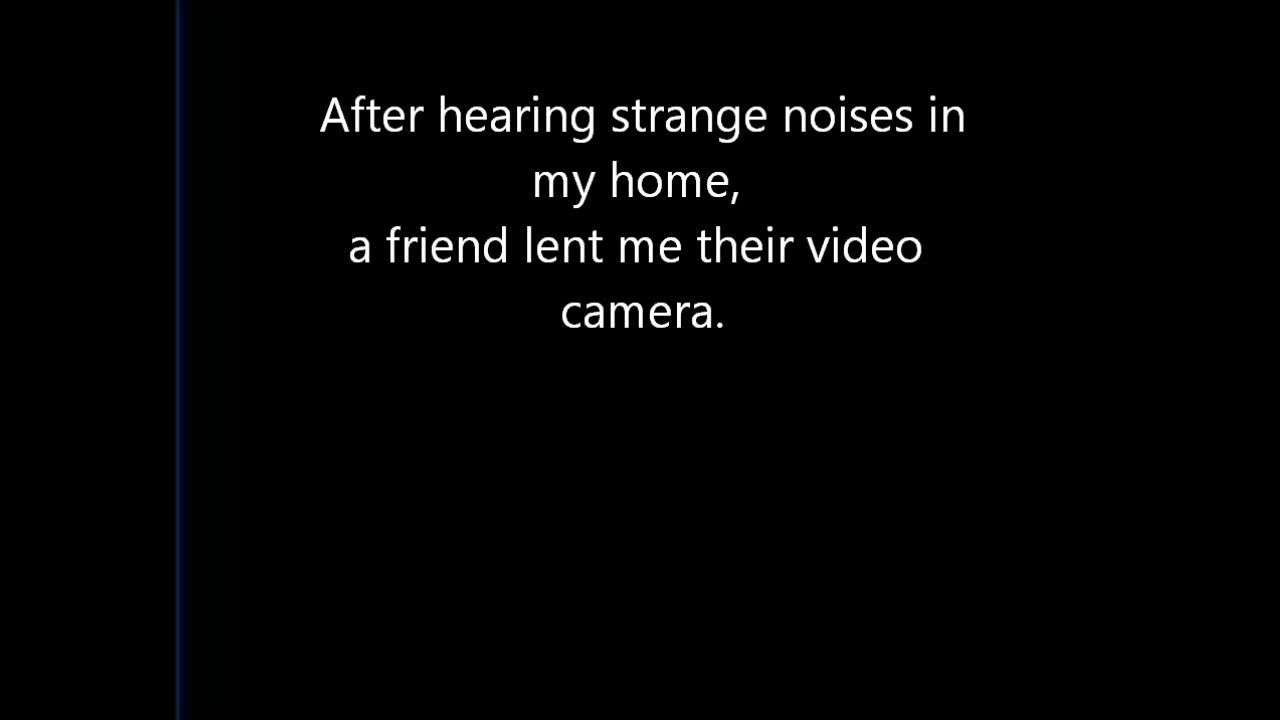 After hearing strange noises in
my home,
a friend lent me their video
camera.